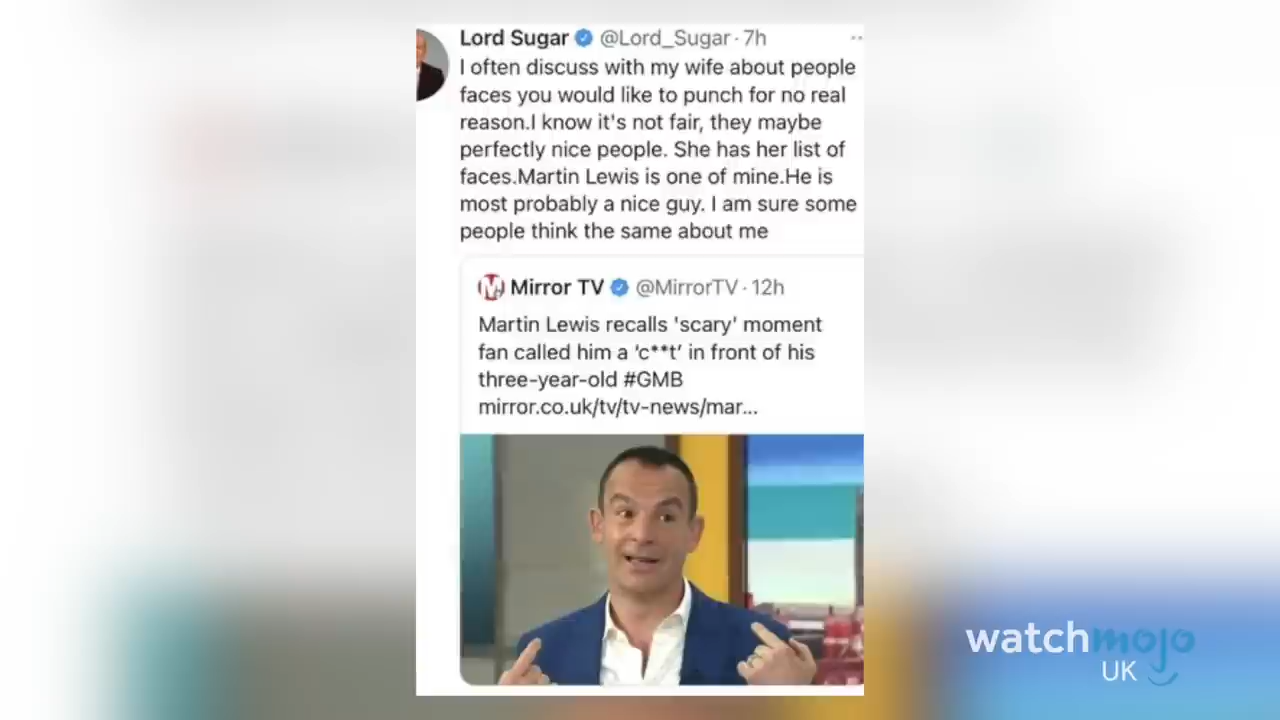 Lord Sugar @Lord_Sugar · 7h
I often discuss with my wife about people
faces you would like to punch for no real
reason.I know it's not fair, they maybe
perfectly nice people. She has her list of
faces.Martin Lewis is one of mine.He is
most probably a nice guy. I am sure some
people think the same about me
M Mirror TV @MirrorTV · 12h
Martin Lewis recalls 'scary' moment
fan called him a ‘c**t’ in front of his
three-year-old #GMB
mirror.co.uk/tv/tv-news/mar...
watchmojo
UK